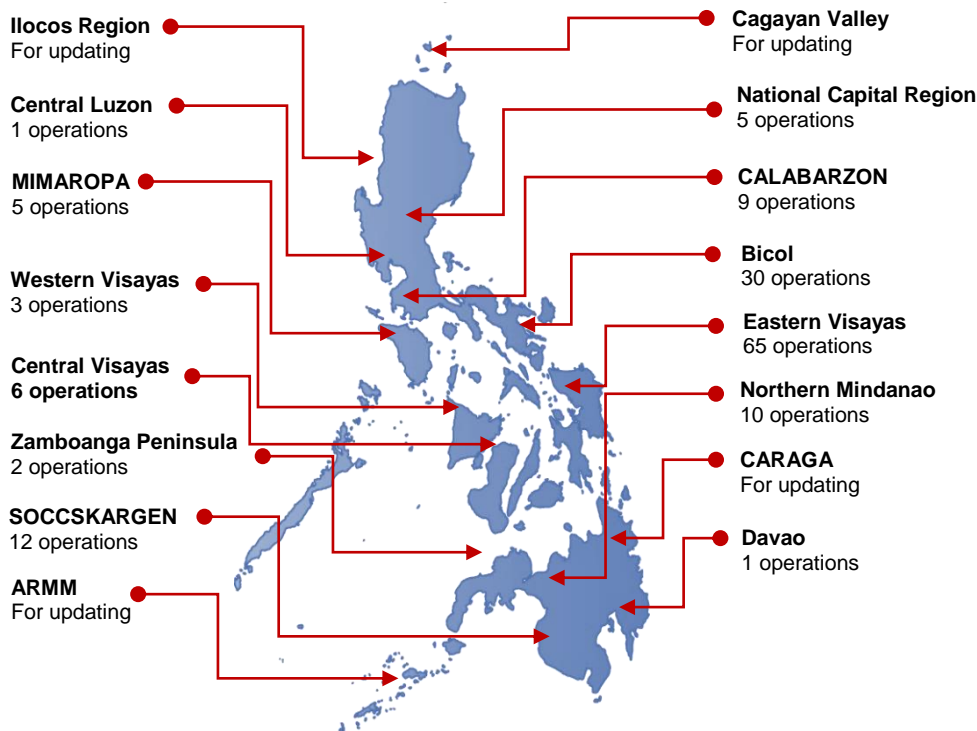 Ilocos Region
For updating
Central Luzon
1 operations
MIMAROPA
5 operations
Western Visayas
3 operations
Central Visayas
6 operations
Zamboanga Peninsula
2 operations
SOCCSKARGEN
12 operations
ARMM
For updating
Cagayan Valley
For updating
National Capital Region
5 operations
CALABARZON
9 operations
Bicol
30 operations
Eastern Visayas
65 operations
Northern Mindanao
10 operations
CARAGA
For updating
Davao
1 operations